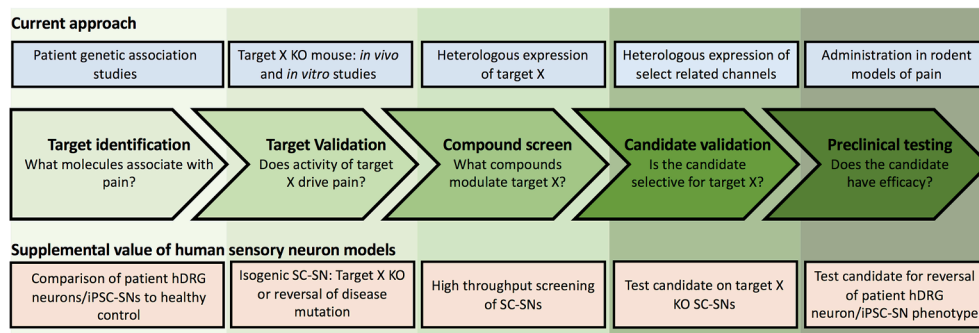 Current approach
Patient genetic association
studies
Target X KO mouse: in vivo
and in vitro studies
Heterologous expression
of target X
Heterologous expression of
select related channels
Administration in rodent
models of pain
Target identification
What molecules associate with
pain?
Target Validation
Does activity of target
X drive pain?
Compound screen
What compounds
modulate target X?
Candidate validation
Is the candidate
selective for target X?
Preclinical testing
Does the candidate
have efficacy?
Supplemental value of human sensory neuron models
Comparison of patient hDRG
neurons/iPSC-SNs to healthy
control
Isogenic SC-SN: Target X KO
or reversal of disease
mutation
High throughput screening
of SC-SNs
Test candidate on target X
KO SC-SNs
Test candidate for reversal
of patient hDRG
neuron/iPSC-SN phenotype